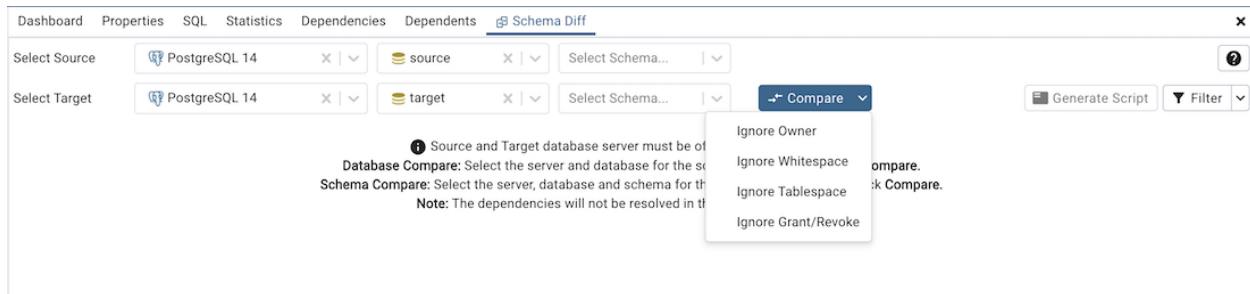 Dashboard Properties SQL Statistics Dependencies Dependents Schema Diff
Select Source PostgreSQL 14 source Select Schema...
Select Target PostgreSQL 14 target Select Schema... Compare Generate Script Filter
Ignore Owner
Ignore Whitespace
Ignore Tablespace
Ignore Grant/Revoke
Source and Target database server must be of
Database Compare: Select the server and database for the ompare.
Schema Compare: Select the server, database and schema for Compare.
Note: The dependencies will not be resolved in